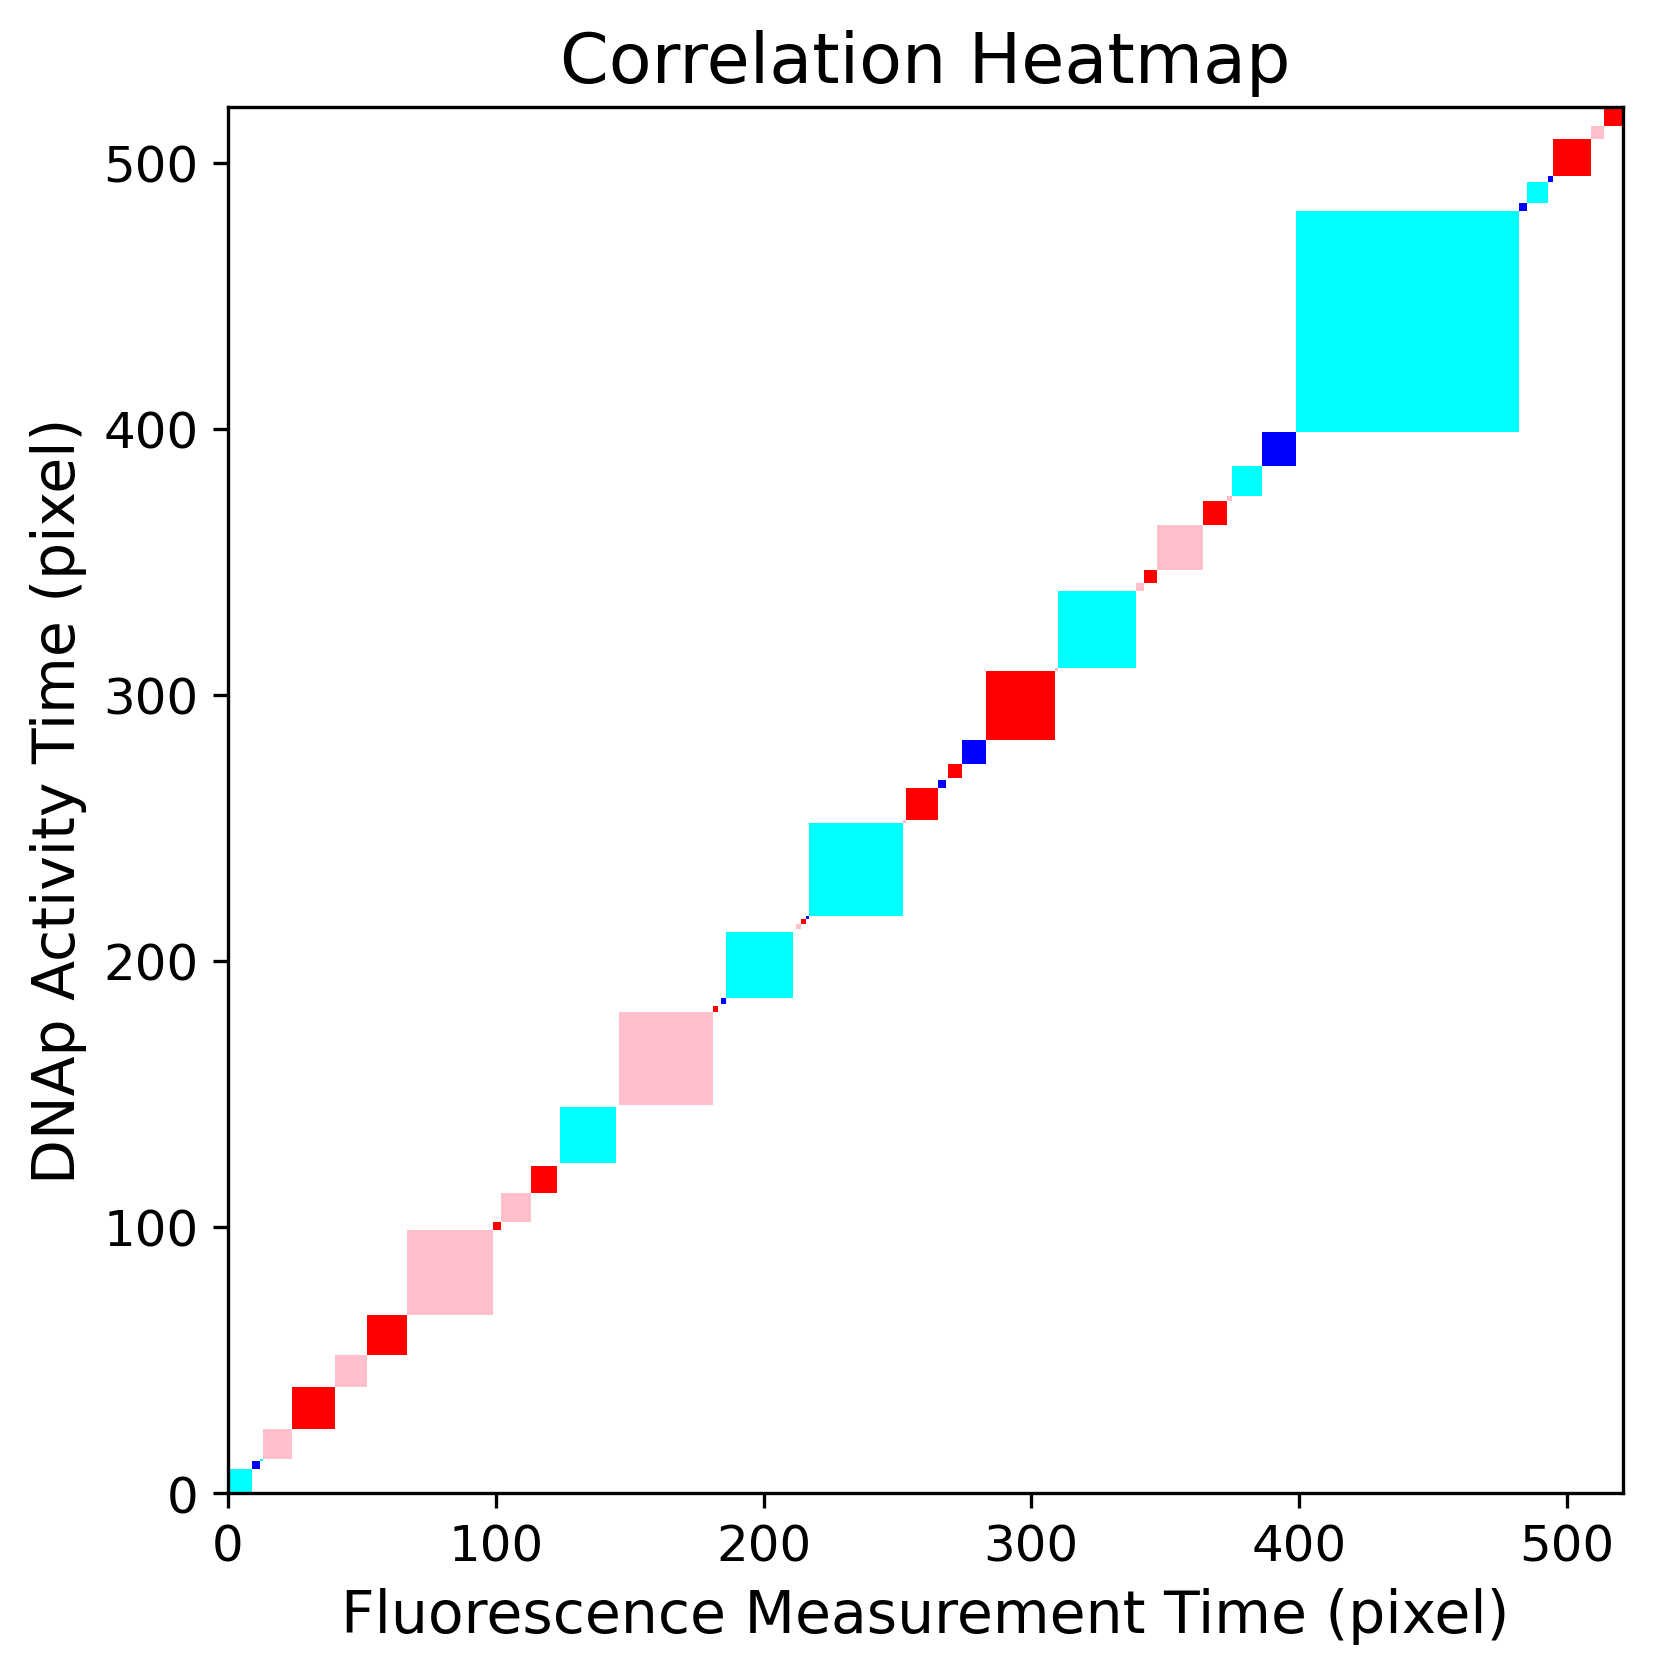 Correlation Heatmap
DNAp Activity Time (pixel)
500
400
300
200
100
0
0 100 200 300 400 500
Fluorescence Measurement Time (pixel)